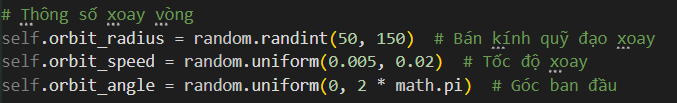 # Thông số xoay vòng
self.orbit_radius = random.randint(50, 150)  # Bán kính quỹ đạo xoay
self.orbit_speed = random.uniform(0.005, 0.02)  # Tốc độ xoay
self.orbit_angle = random.uniform(0, 2 * math.pi)  # Góc ban đầu